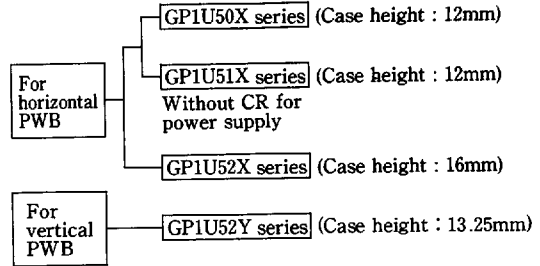 GP1U50X series (Case height : 12mm)
For
horizontal
PWB
GP1U51X series (Case height : 12mm)
Without CR for
power supply
GP1U52X series (Case height : 16mm)
For
vertical
PWB
GP1U52Y series (Case height : 13.25mm)